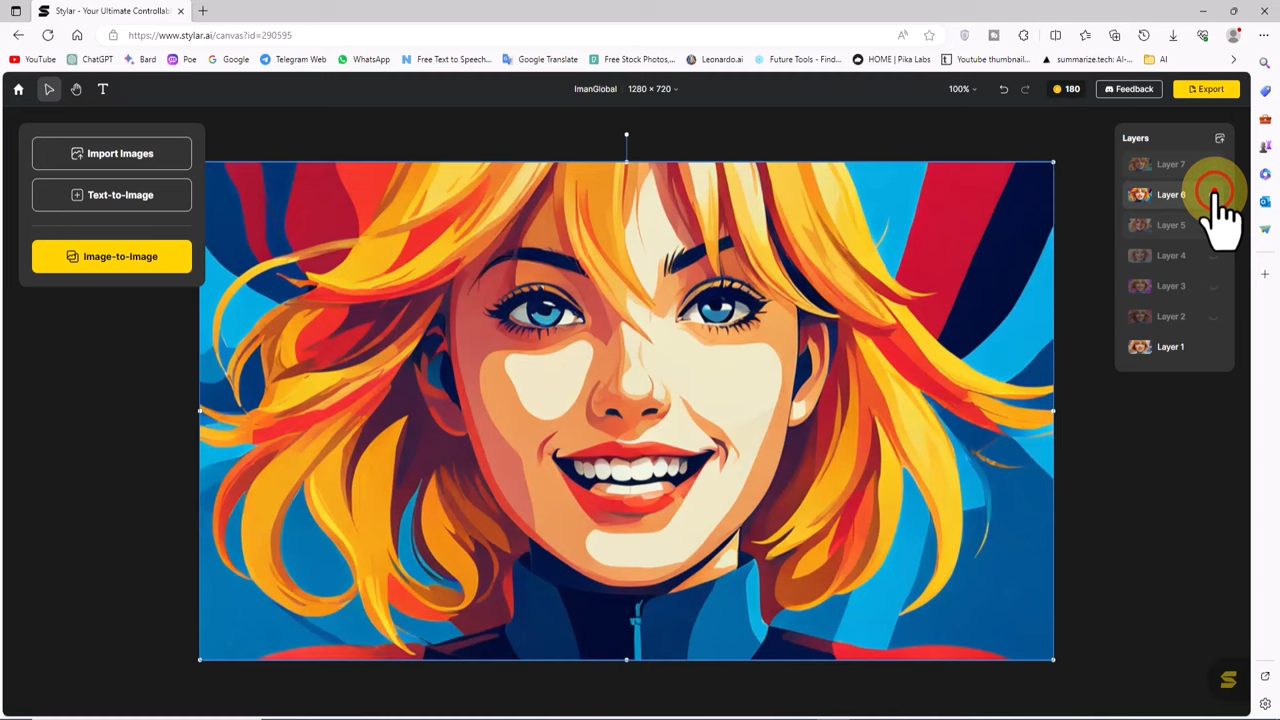 Stylar - Your Ultimate Controllabl
https://www.stylar.ai/canvas?id=290595
YouTube ChatGPT Bard Poe Google Telegram Web WhatsApp Free Text to Speech... Google Translate Free Stock Photos,... Leonardo.ai Future Tools - Find... HOME | Pika Labs Youtube thumbnail... summarize.tech: AI-... AI
ImanGlobal 1280 × 720 100% 180 Feedback Export
Import Images
Text-to-Image
Image-to-Image
Layers
Layer 7
Layer 6
Layer 5
Layer 4
Layer 3
Layer 2
Layer 1